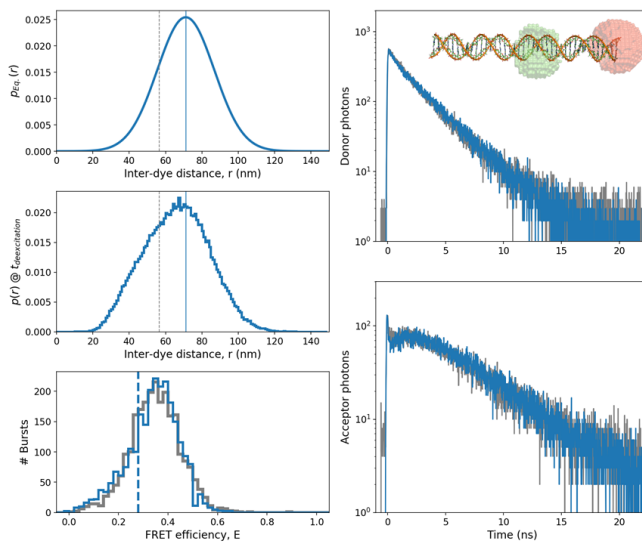 p_{Eq.}(r)
0.025
0.020
0.015
0.010
0.005
0.000
0 20 40 60 80 100 120 140
Inter-dye distance, r (nm)
p(r) @ t_{deexcitation}
0.020
0.015
0.010
0.005
0.000
0 20 40 60 80 100 120 140
Inter-dye distance, r (nm)
# Bursts
200
150
100
50
0
0.0 0.2 0.4 0.6 0.8 1.0
FRET efficiency, E
Donor photons
10³
10²
10¹
10⁰
0 5 10 15 20
Acceptor photons
10²
10¹
10⁰
0 5 10 15 20
Time (ns)